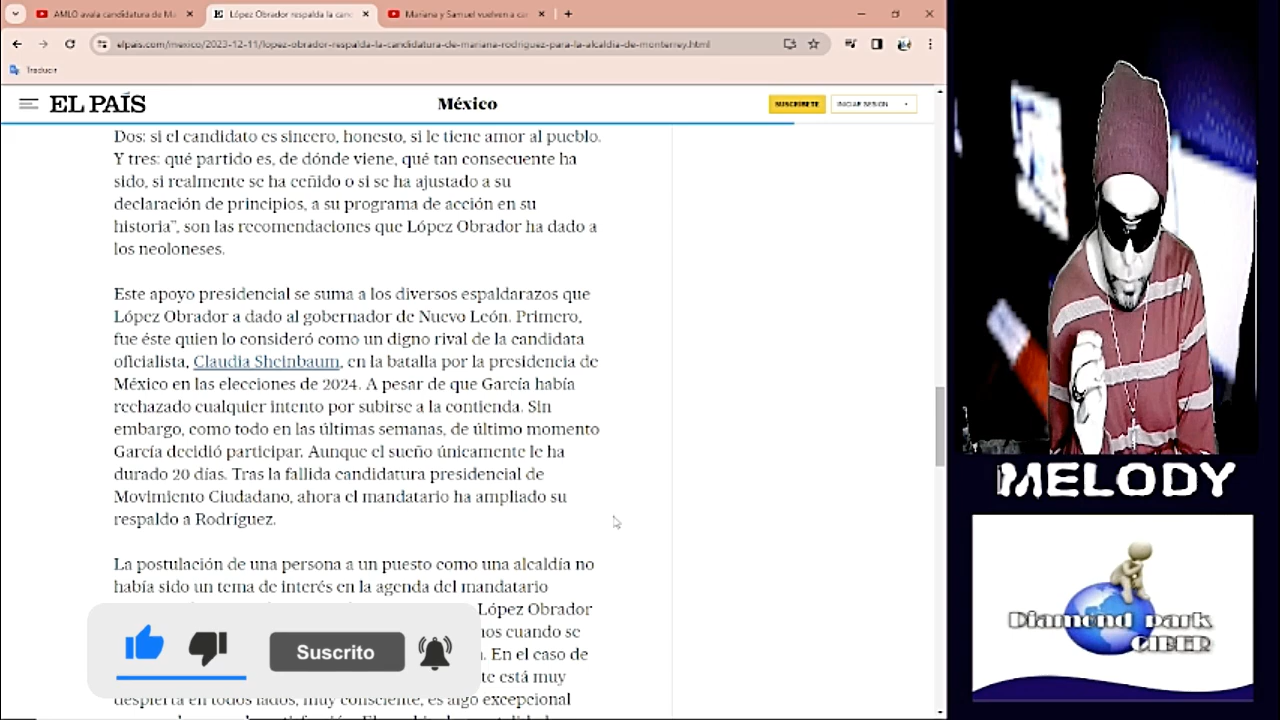 AMLO avala candidatura de Ma
López Obrador respalda la can
Mariana y Samuel vuelven a ca
elpais.com/mexico/2023-12-11/lopez-obrador-respalda-la-candidatura-de-mariana-rodriguez-para-la-alcaldia-de-monterrey.html
Traducir
EL PAÍS
México
SUSCRÍBETE
INICIAR SESIÓN
Dos: si el candidato es sincero, honesto, si le tiene amor al pueblo.
Y tres: qué partido es, de dónde viene, qué tan consecuente ha
sido, si realmente se ha ceñido o si se ha ajustado a su
declaración de principios, a su programa de acción en su
historia”, son las recomendaciones que López Obrador ha dado a
los neoloneses.
Este apoyo presidencial se suma a los diversos espaldarazos que
López Obrador a dado al gobernador de Nuevo León. Primero,
fue éste quien lo consideró como un digno rival de la candidata
oficialista, Claudia Sheinbaum, en la batalla por la presidencia de
México en las elecciones de 2024. A pesar de que García había
rechazado cualquier intento por subirse a la contienda. Sin
embargo, como todo en las últimas semanas, de último momento
García decidió participar. Aunque el sueño únicamente le ha
durado 20 días. Tras la fallida candidatura presidencial de
Movimiento Ciudadano, ahora el mandatario ha ampliado su
respaldo a Rodríguez.
La postulación de una persona a un puesto como una alcaldía no
había sido un tema de interés en la agenda del mandatario
López Obrador
cuando se
. En el caso de
está muy
despierta en todos lados, muy consciente, es algo excepcional
Suscrito
MELODY
Diamond park
CIBER